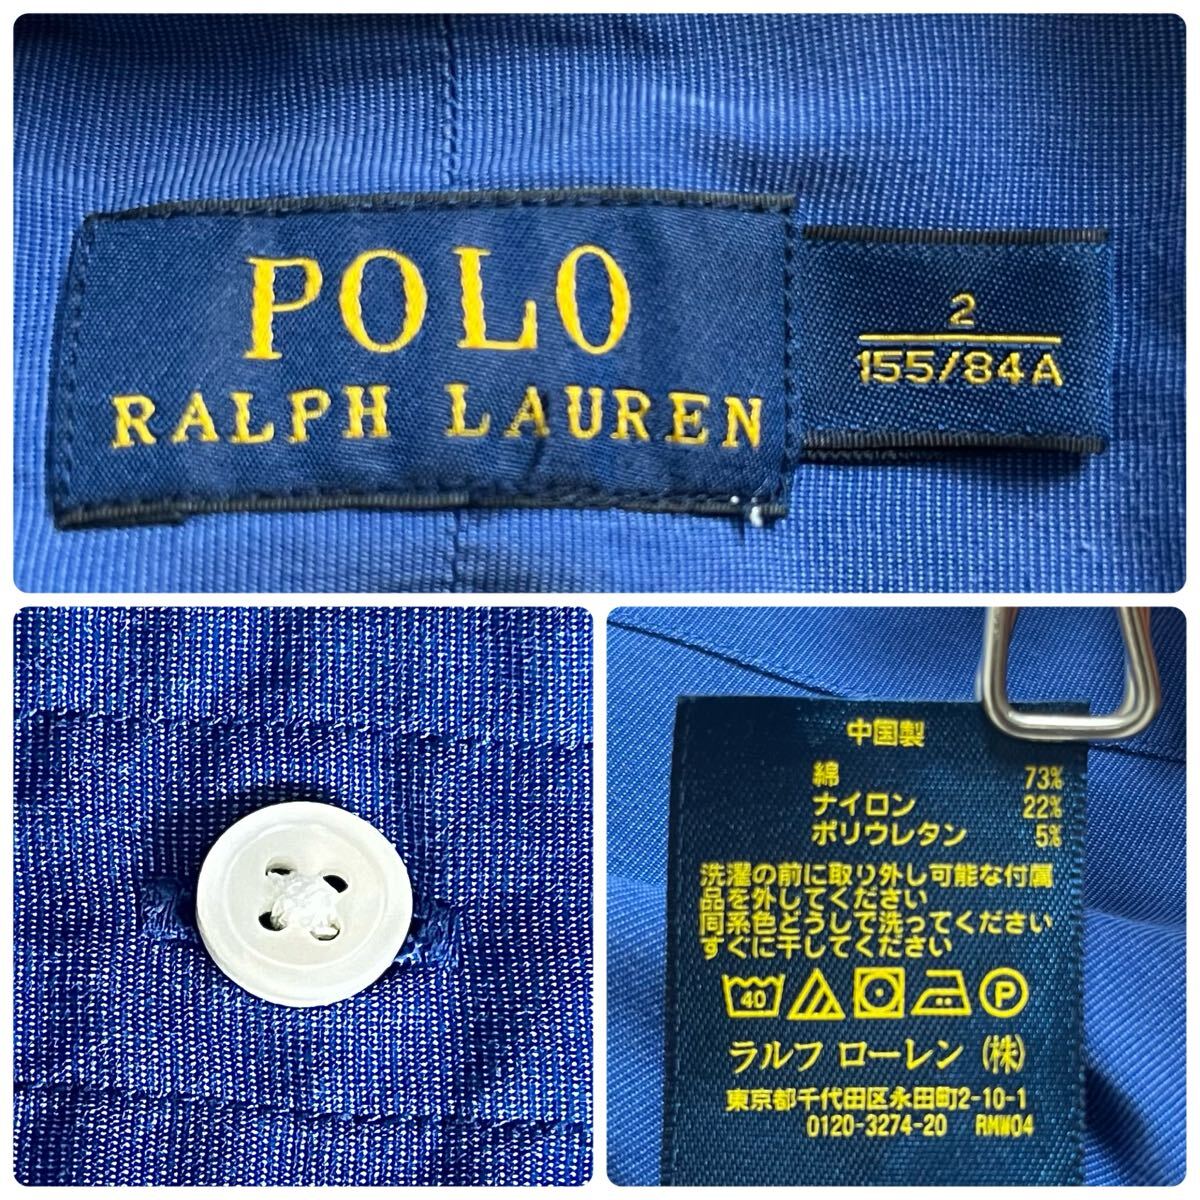 POLO
RALPH LAUREN
2
155/84A
中国製
綿 73%
ナイロン 22%
ポリウレタン 5%
洗濯の前に取り外し可能な付属
品を外してください
同系色どうしで洗ってください
すぐに干してください
40 P
ラルフ ローレン (株)
東京都千代田区永田町2-10-1
0120-3274-20 RMW04